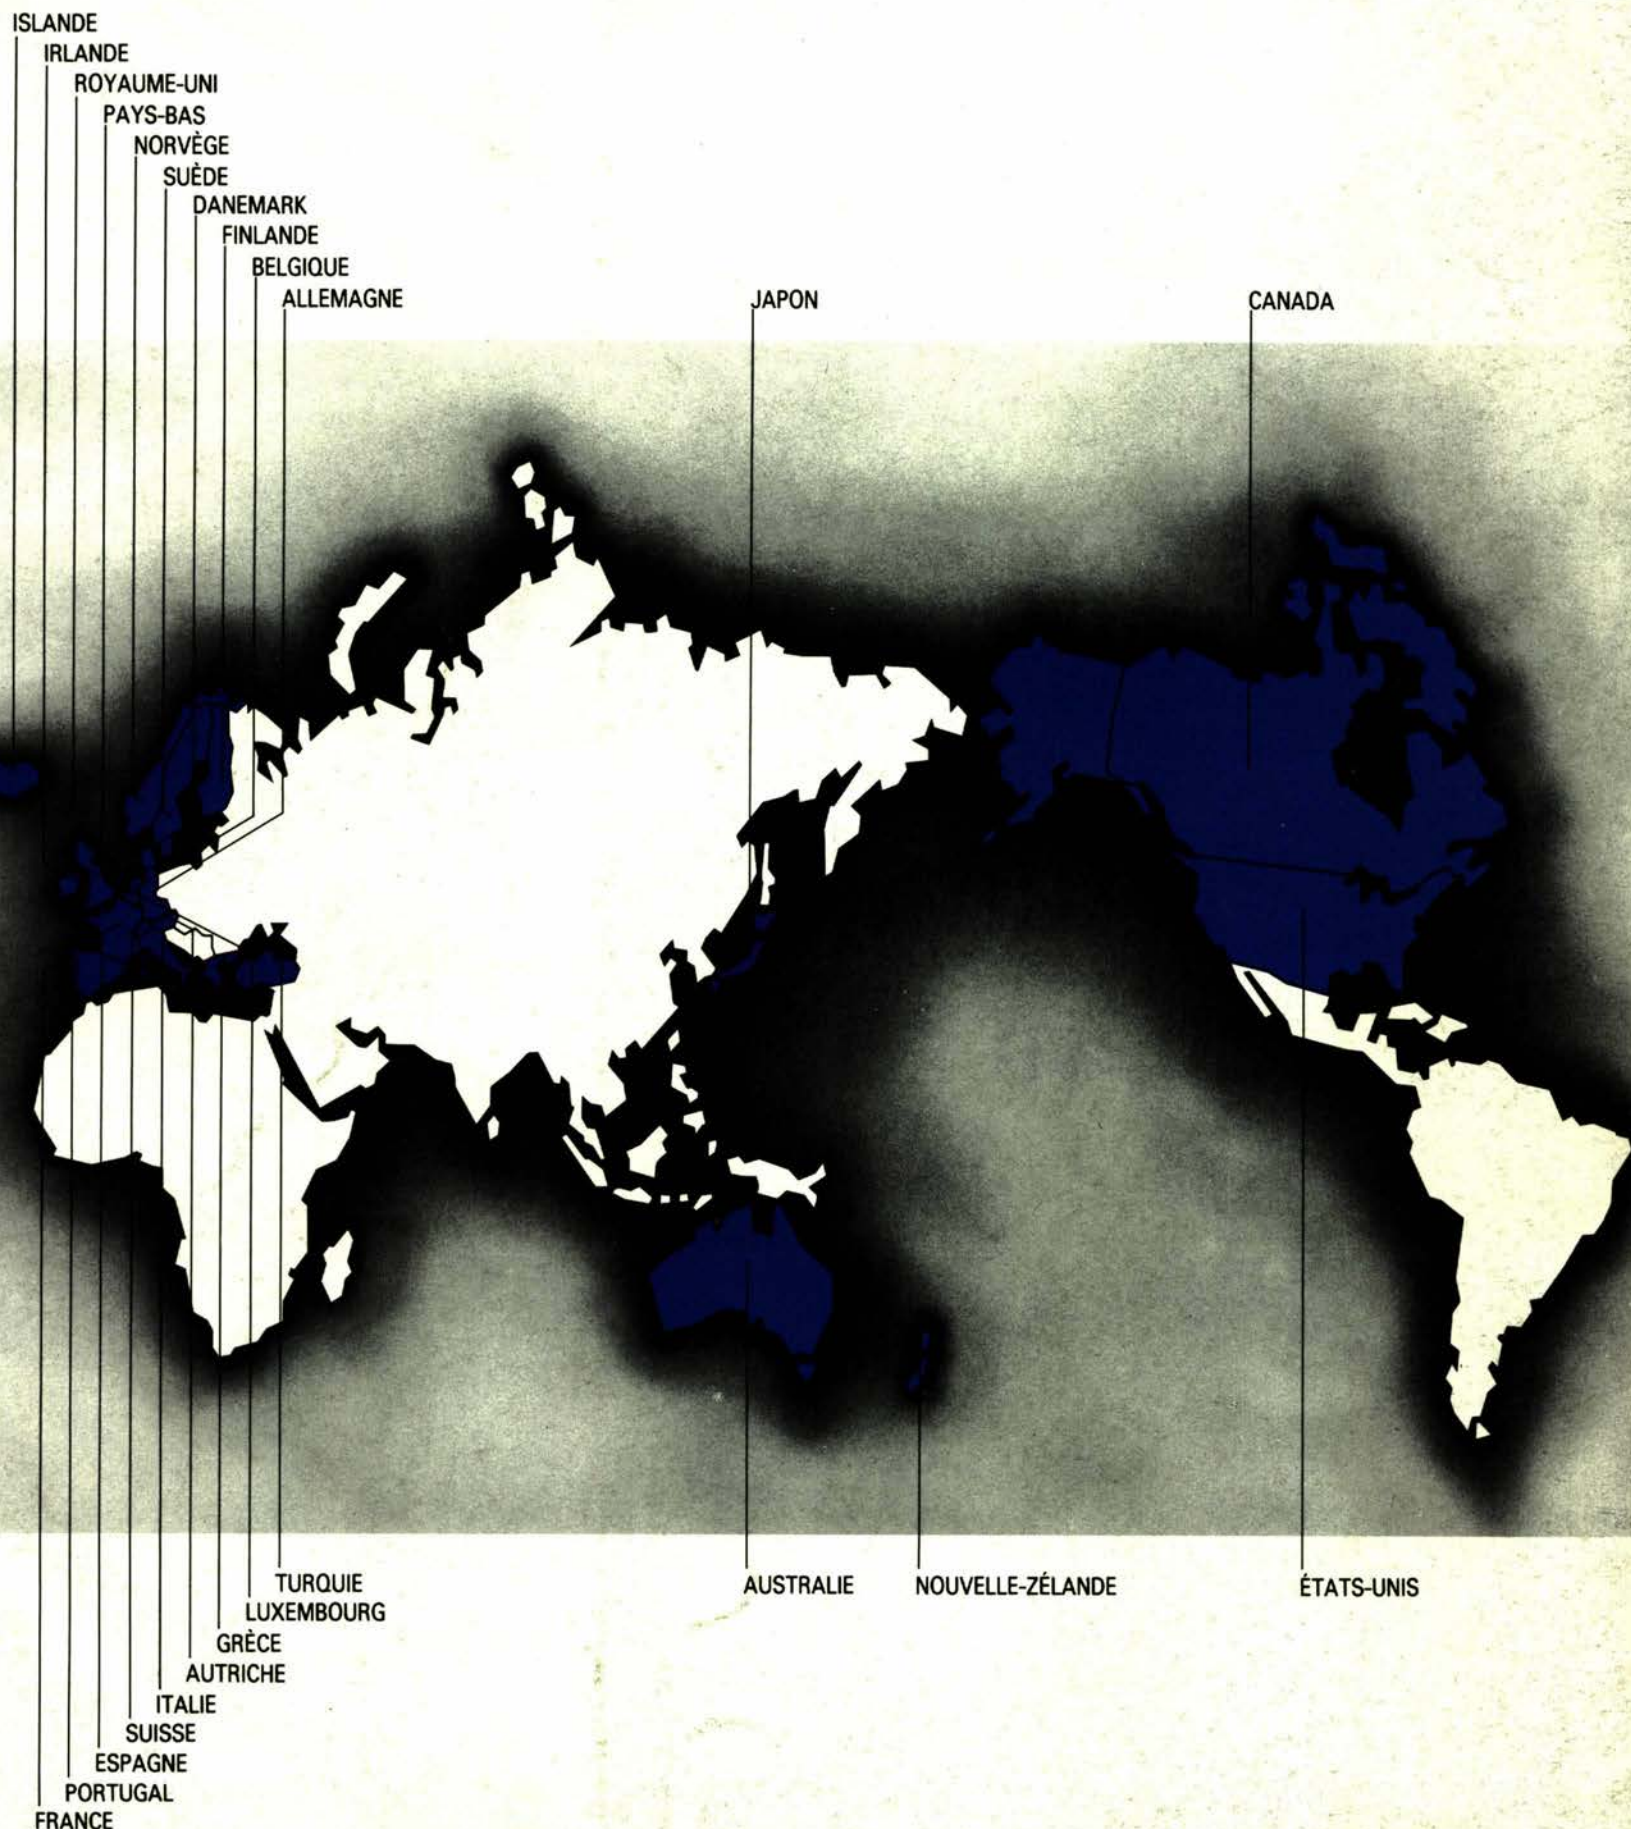 ISLANDE
IRLANDE
ROYAUME-UNI
PAYS-BAS
NORVÈGE
SUÈDE
DANEMARK
FINLANDE
BELGIQUE
ALLEMAGNE
JAPON
CANADA
TURQUIE
AUSTRALIE
NOUVELLE-ZÉLANDE
ÉTATS-UNIS
LUXEMBOURG
GRÈCE
AUTRICHE
ITALIE
SUISSE
ESPAGNE
PORTUGAL
FRANCE